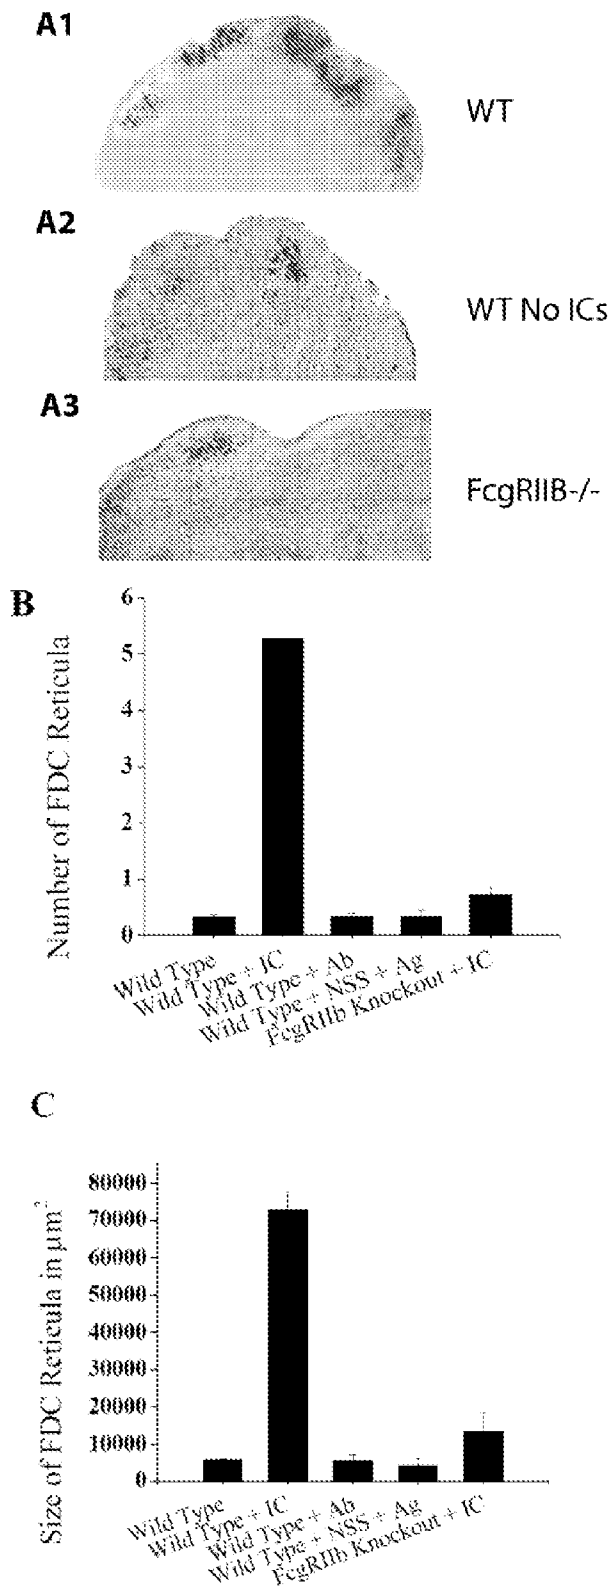 A1
WT
A2
WT No ICs
A3
FcgRIIB-/-
B
Number of FDC Reticula
6
5
4
3
2
1
0
Wild Type
Wild Type + IC
Wild Type + Ab
Wild Type + NSS + Ag
FcgRIIb Knockout + IC
C
Size of FDC Reticula in µm²
80000
70000
60000
50000
40000
30000
20000
10000
0
Wild Type
Wild Type + IC
Wild Type + Ab
Wild Type + NSS + Ag
FcgRIIb Knockout + IC